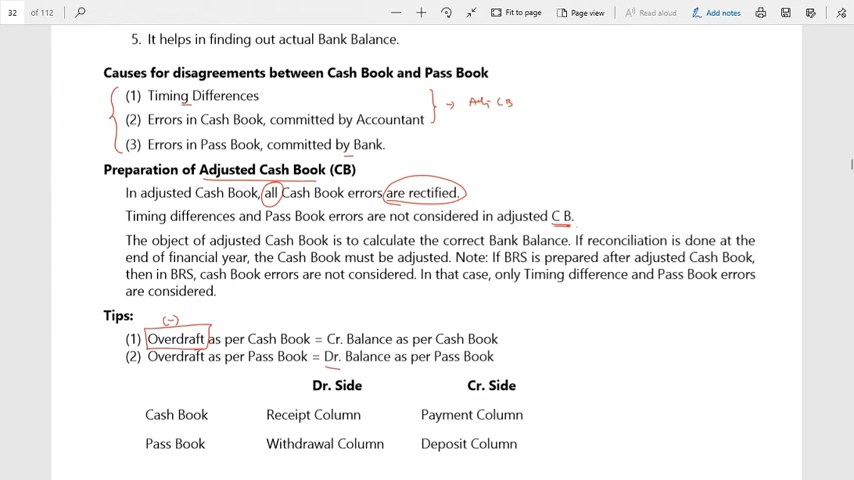 32 of 112 Fit to page Page view Read aloud Add notes
5. It helps in finding out actual Bank Balance.
Causes for disagreements between Cash Book and Pass Book
(1) Timing Differences
(2) Errors in Cash Book, committed by Accountant
(3) Errors in Pass Book, committed by Bank.
Preparation of Adjusted Cash Book (CB)
In adjusted Cash Book, all Cash Book errors are rectified.
Timing differences and Pass Book errors are not considered in adjusted C B.
The object of adjusted Cash Book is to calculate the correct Bank Balance. If reconciliation is done at the
end of financial year, the Cash Book must be adjusted. Note: If BRS is prepared after adjusted Cash Book,
then in BRS, cash Book errors are not considered. In that case, only Timing difference and Pass Book errors
are considered.
Tips:
(-)
(1) Overdraft as per Cash Book = Cr. Balance as per Cash Book
(2) Overdraft as per Pass Book = Dr. Balance as per Pass Book
Dr. Side Cr. Side
Cash Book Receipt Column Payment Column
Pass Book Withdrawal Column Deposit Column